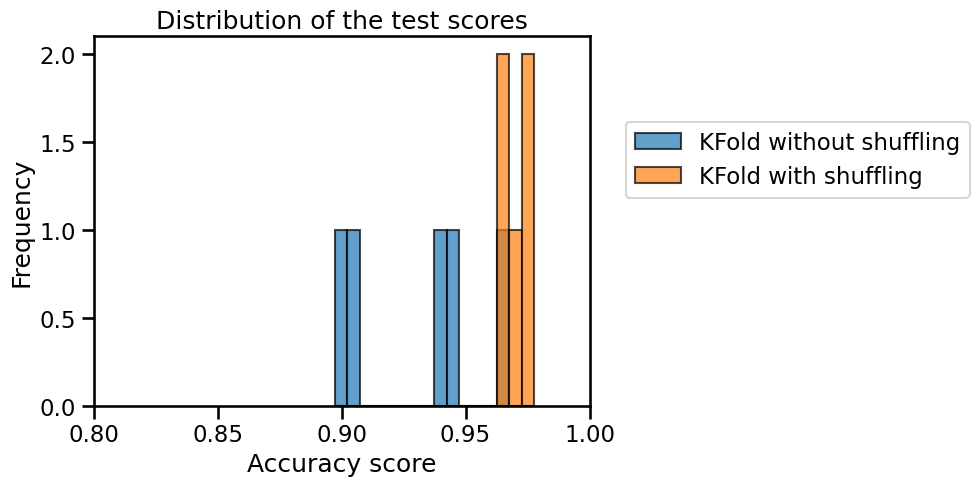 Distribution of the test scores
2.0
1.5
1.0
0.5
0.0
Frequency
0.80 0.85 0.90 0.95 1.00
Accuracy score
KFold without shuffling
KFold with shuffling